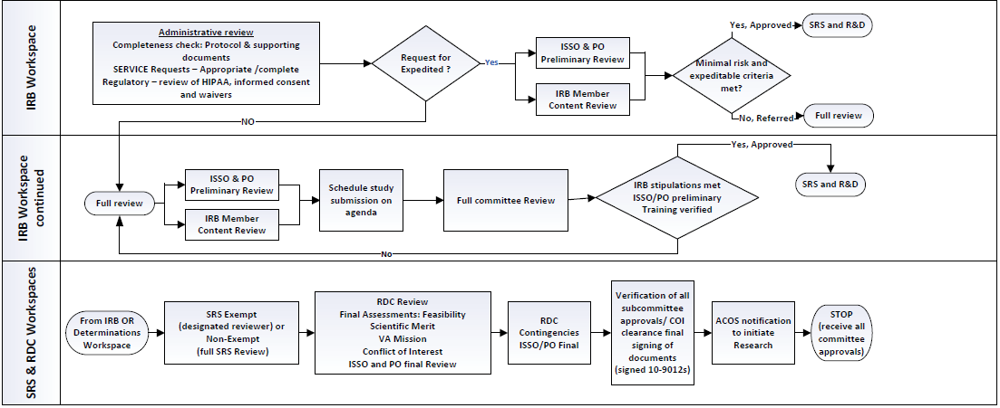 IRB Workspace
Administrative review
Completeness check: Protocol & supporting
documents
SERVICE Requests – Appropriate /complete
Regulatory – review of HIPAA, informed consent
and waivers
Request for
Expedited ?
Yes
NO
ISSO & PO
Preliminary Review
IRB Member
Content Review
Minimal risk and
expeditable criteria
met?
Yes, Approved
SRS and R&D
No, Referred
Full review
IRB Workspace
continued
Full review
ISSO & PO
Preliminary Review
IRB Member
Content Review
Schedule study
submission on
agenda
Full committee Review
IRB stipulations met
ISSO/PO preliminary
Training verified
Yes, Approved
SRS and R&D
No
SRS & RDC Workspaces
From IRB OR
Determinations
Workspace
SRS Exempt
(designated reviewer) or
Non-Exempt
(full SRS Review)
RDC Review
Final Assessments: Feasibility
Scientific Merit
VA Mission
Conflict of Interest
ISSO and PO final Review
RDC
Contingencies
ISSO/PO Final
Verification of all
subcommittee
approvals/ COI
clearance final
signing of
documents
(signed 10-9012s)
ACOS notification
to initiate
Research
STOP
(receive all
committee
approvals)